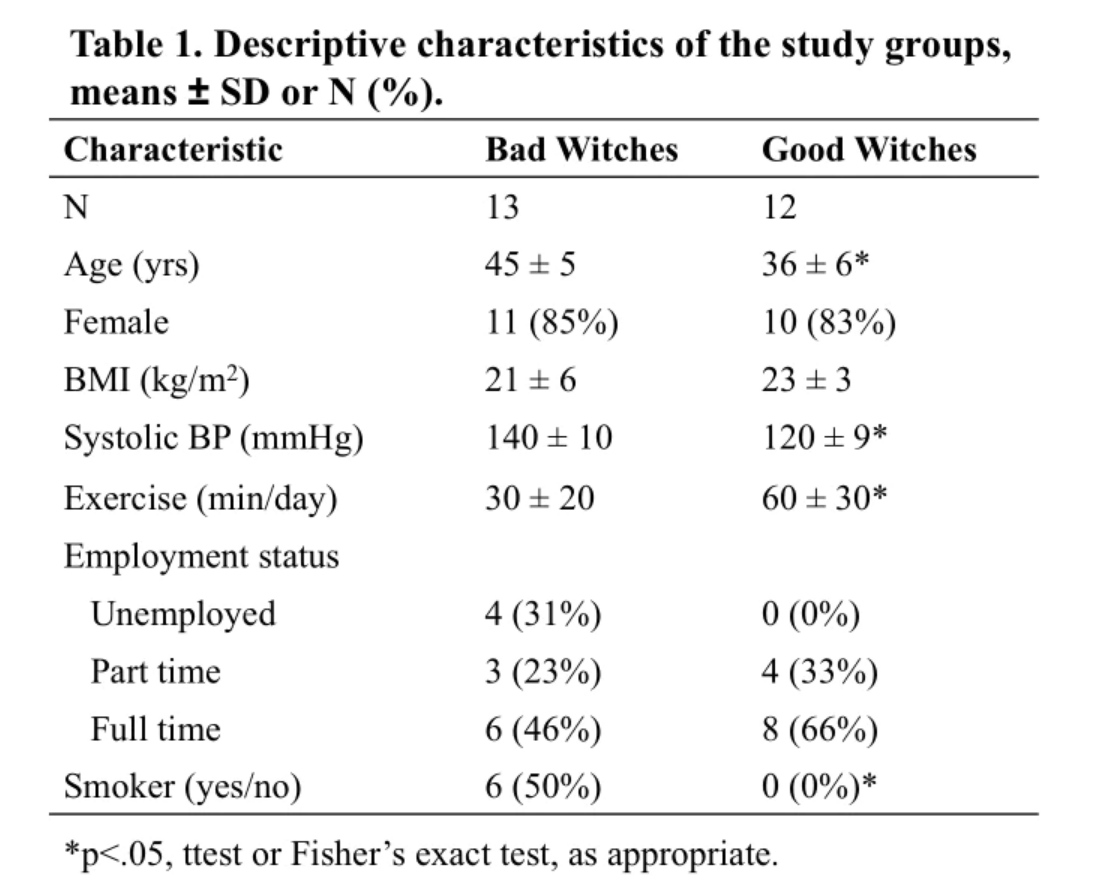 Table 1. Descriptive characteristics of the study groups,
means ± SD or N (%).
Characteristic Bad Witches Good Witches
N 13 12
Age (yrs) 45 ± 5 36 ± 6*
Female 11 (85%) 10 (83%)
BMI (kg/m²) 21 ± 6 23 ± 3
Systolic BP (mmHg) 140 ± 10 120 ± 9*
Exercise (min/day) 30 ± 20 60 ± 30*
Employment status
Unemployed 4 (31%) 0 (0%)
Part time 3 (23%) 4 (33%)
Full time 6 (46%) 8 (66%)
Smoker (yes/no) 6 (50%) 0 (0%)*
*p<.05, ttest or Fisher’s exact test, as appropriate.